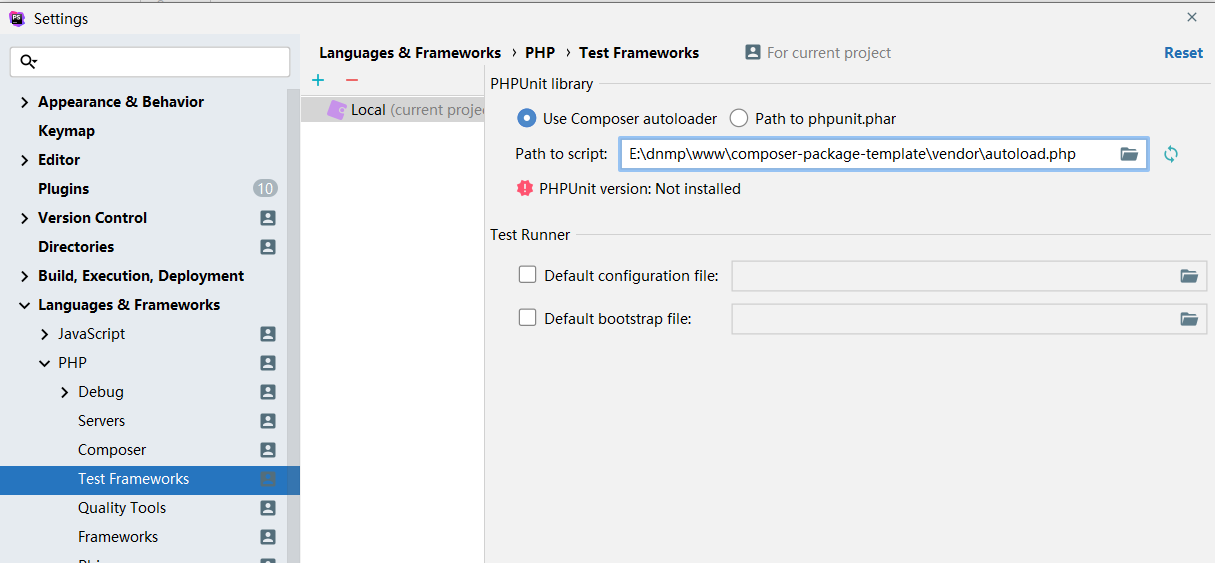 PS Settings
Languages & Frameworks › PHP › Test Frameworks For current project Reset
PHPUnit library
Appearance & Behavior
Local (current proje
Use Composer autoloader Path to phpunit.phar
Keymap
Path to script: E:\dnmp\www\composer-package-template\vendor\autoload.php
Editor
Plugins 10
PHPUnit version: Not installed
Version Control
Test Runner
Directories
Build, Execution, Deployment
Default configuration file:
Languages & Frameworks
Default bootstrap file:
JavaScript
PHP
Debug
Servers
Composer
Test Frameworks
Quality Tools
Frameworks